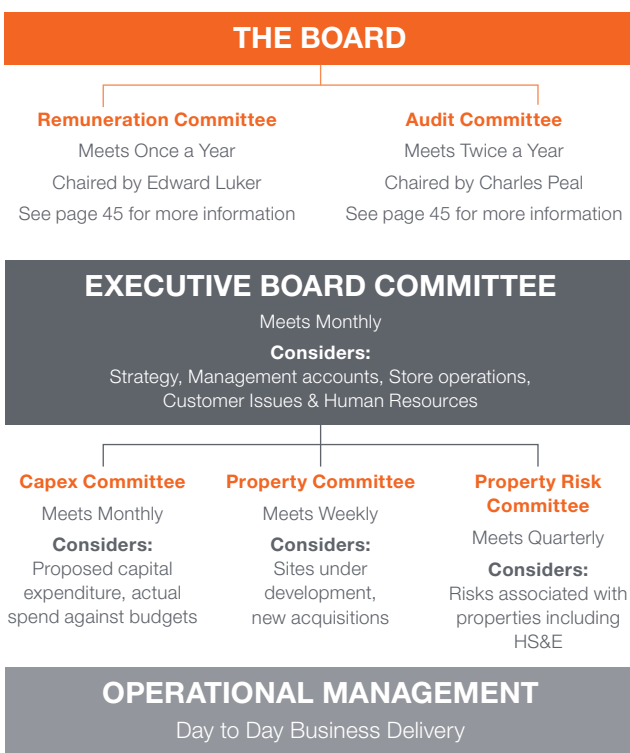 THE BOARD
Remuneration Committee
Meets Once a Year
Chaired by Edward Luker
See page 45 for more information
Audit Committee
Meets Twice a Year
Chaired by Charles Peal
See page 45 for more information
EXECUTIVE BOARD COMMITTEE
Meets Monthly
Considers:
Strategy, Management accounts, Store operations,
Customer Issues & Human Resources
Capex Committee
Meets Monthly
Considers:
Proposed capital
expenditure, actual
spend against budgets
Property Committee
Meets Weekly
Considers:
Sites under
development,
new acquisitions
Property Risk
Committee
Meets Quarterly
Considers:
Risks associated with
properties including
HS&E
OPERATIONAL MANAGEMENT
Day to Day Business Delivery